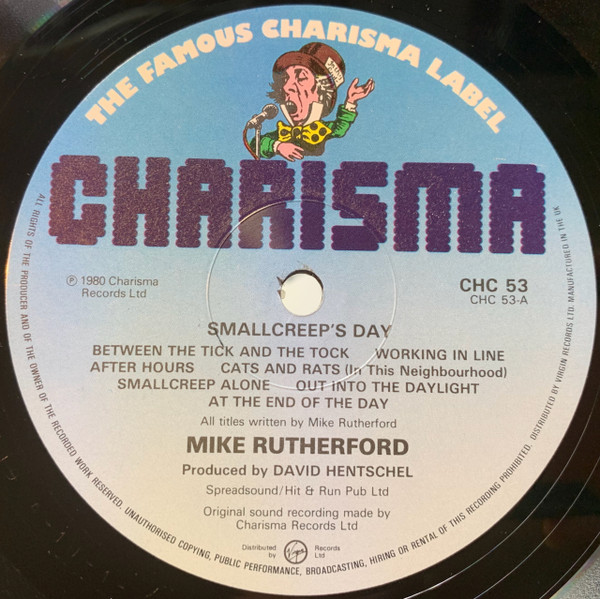 THE FAMOUS CHARISMA LABEL
CHARISMA
℗ 1980 Charisma
Records Ltd
CHC 53
CHC 53-A
SMALLCREEP'S DAY
BETWEEN THE TICK AND THE TOCK WORKING IN LINE
AFTER HOURS CATS AND RATS (In This Neighbourhood)
SMALLCREEP ALONE OUT INTO THE DAYLIGHT
AT THE END OF THE DAY
All titles written by Mike Rutherford
MIKE RUTHERFORD
Produced by DAVID HENTSCHEL
Spreadsound/Hit & Run Pub Ltd
Original sound recording made by
Charisma Records Ltd
Distributed by Virgin Records Ltd
ALL RIGHTS OF THE PRODUCER AND OF THE OWNER OF THE RECORDED WORK RESERVED. UNAUTHORISED COPYING, PUBLIC PERFORMANCE, BROADCASTING, HIRING OR RENTAL OF THIS RECORDING PROHIBITED. DISTRIBUTED BY VIRGIN RECORDS LTD. MANUFACTURED IN THE UK